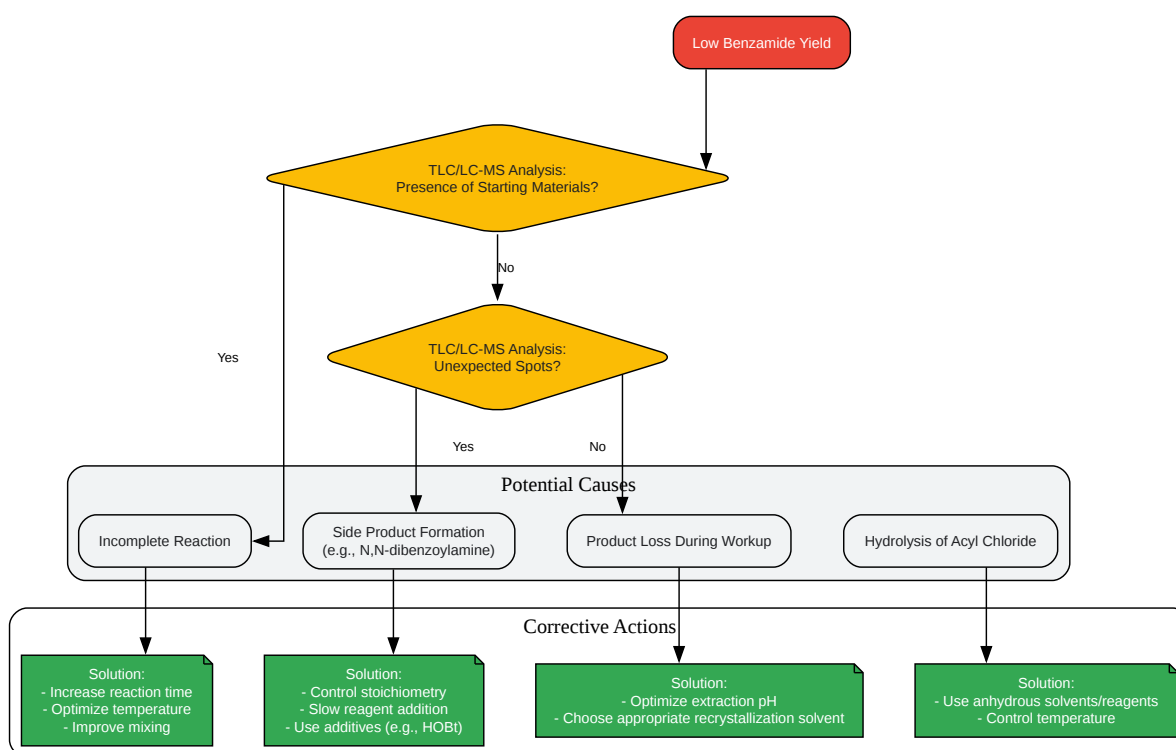 Low Benzamide Yield
TLC/LC-MS Analysis:
Presence of Starting Materials?
No
TLC/LC-MS Analysis:
Unexpected Spots?
Yes
Yes
No
Potential Causes
Incomplete Reaction
Side Product Formation
(e.g., N,N-dibenzoylamine)
Product Loss During Workup
Hydrolysis of Acyl Chloride
Corrective Actions
Solution:
- Increase reaction time
- Optimize temperature
- Improve mixing
Solution:
- Control stoichiometry
- Slow reagent addition
- Use additives (e.g., HOBt)
Solution:
- Optimize extraction pH
- Choose appropriate recrystallization solvent
Solution:
- Use anhydrous solvents/reagents
- Control temperature